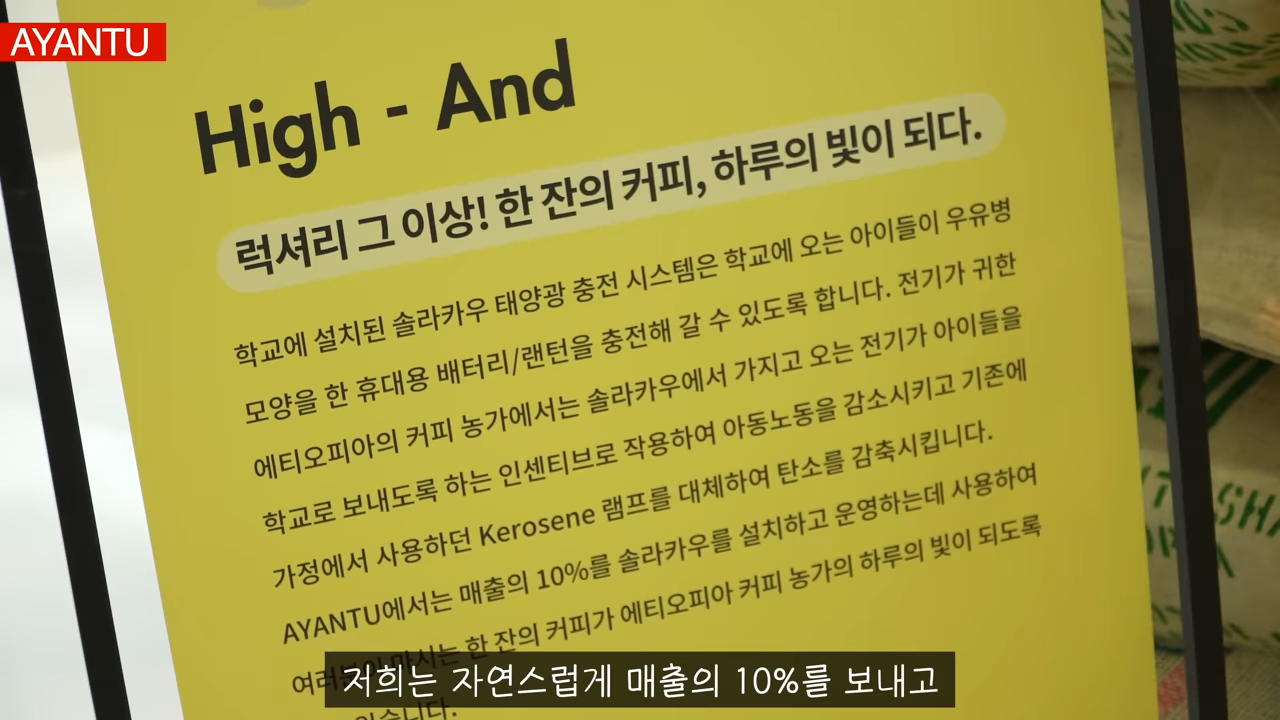 AYANTU
High - And
럭셔리 그 이상! 한 잔의 커피, 하루의 빛이 되다.
학교에 설치된 솔라카우 태양광 충전 시스템은 학교에 오는 아이들이 우유병
모양을 한 휴대용 배터리/랜턴을 충전해 갈 수 있도록 합니다. 전기가 귀한
에티오피아의 커피 농가에서는 솔라카우에서 가지고 오는 전기가 아이들을
학교로 보내도록 하는 인센티브로 작용하여 아동노동을 감소시키고 기존에
가정에서 사용하던 Kerosene 램프를 대체하여 탄소를 감축시킵니다.
AYANTU에서는 매출의 10%를 솔라카우를 설치하고 운영하는데 사용하여
여러분이 마시는 한 잔의 커피가 에티오피아 커피 농가의 하루의 빛이 되도록
있습니다.
저희는 자연스럽게 매출의 10%를 보내고